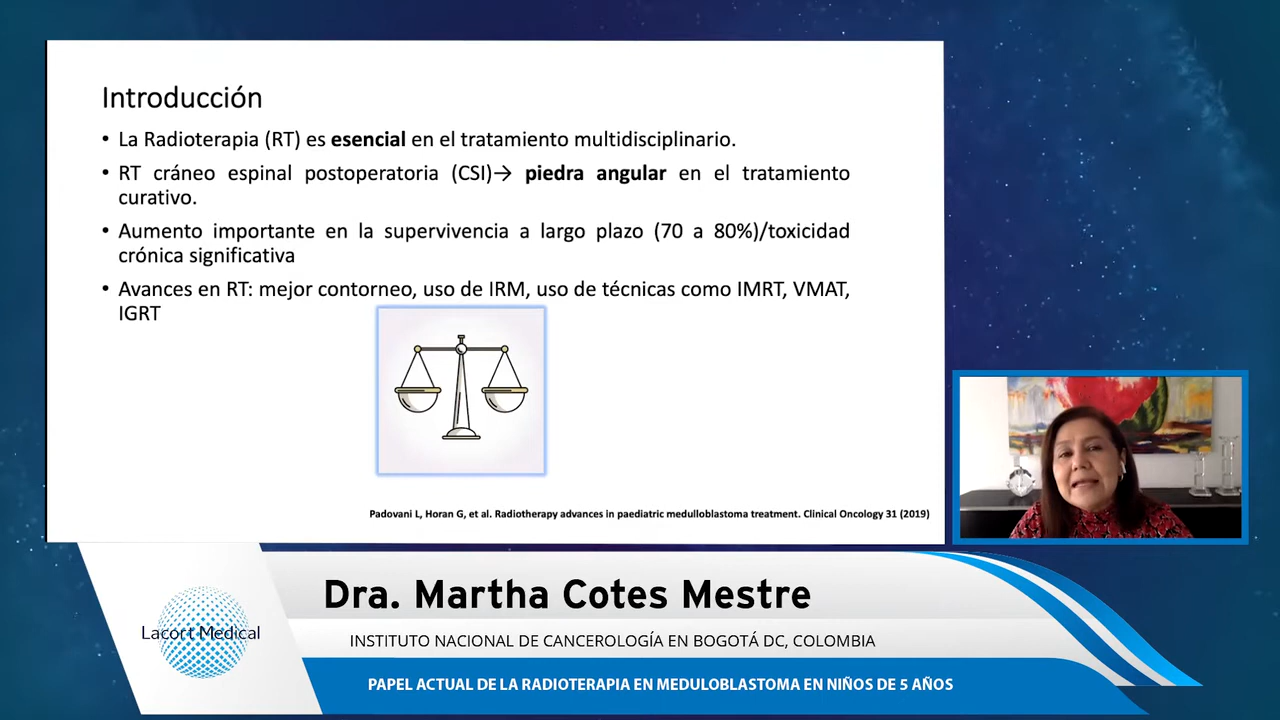 Introducción
• La Radioterapia (RT) es esencial en el tratamiento multidisciplinario.
• RT cráneo espinal postoperatoria (CSI)→ piedra angular en el tratamiento
curativo.
• Aumento importante en la supervivencia a largo plazo (70 a 80%)/toxicidad
crónica significativa
• Avances en RT: mejor contorneo, uso de IRM, uso de técnicas como IMRT, VMAT,
IGRT
Padovani L, Horan G, et al. Radiotherapy advances in paediatric medulloblastoma treatment. Clinical Oncology 31 (2019)
Dra. Martha Cotes Mestre
Lacort Medical
INSTITUTO NACIONAL DE CANCEROLOGÍA EN BOGOTÁ DC, COLOMBIA
PAPEL ACTUAL DE LA RADIOTERAPIA EN MEDULOBLASTOMA EN NIÑOS DE 5 AÑOS